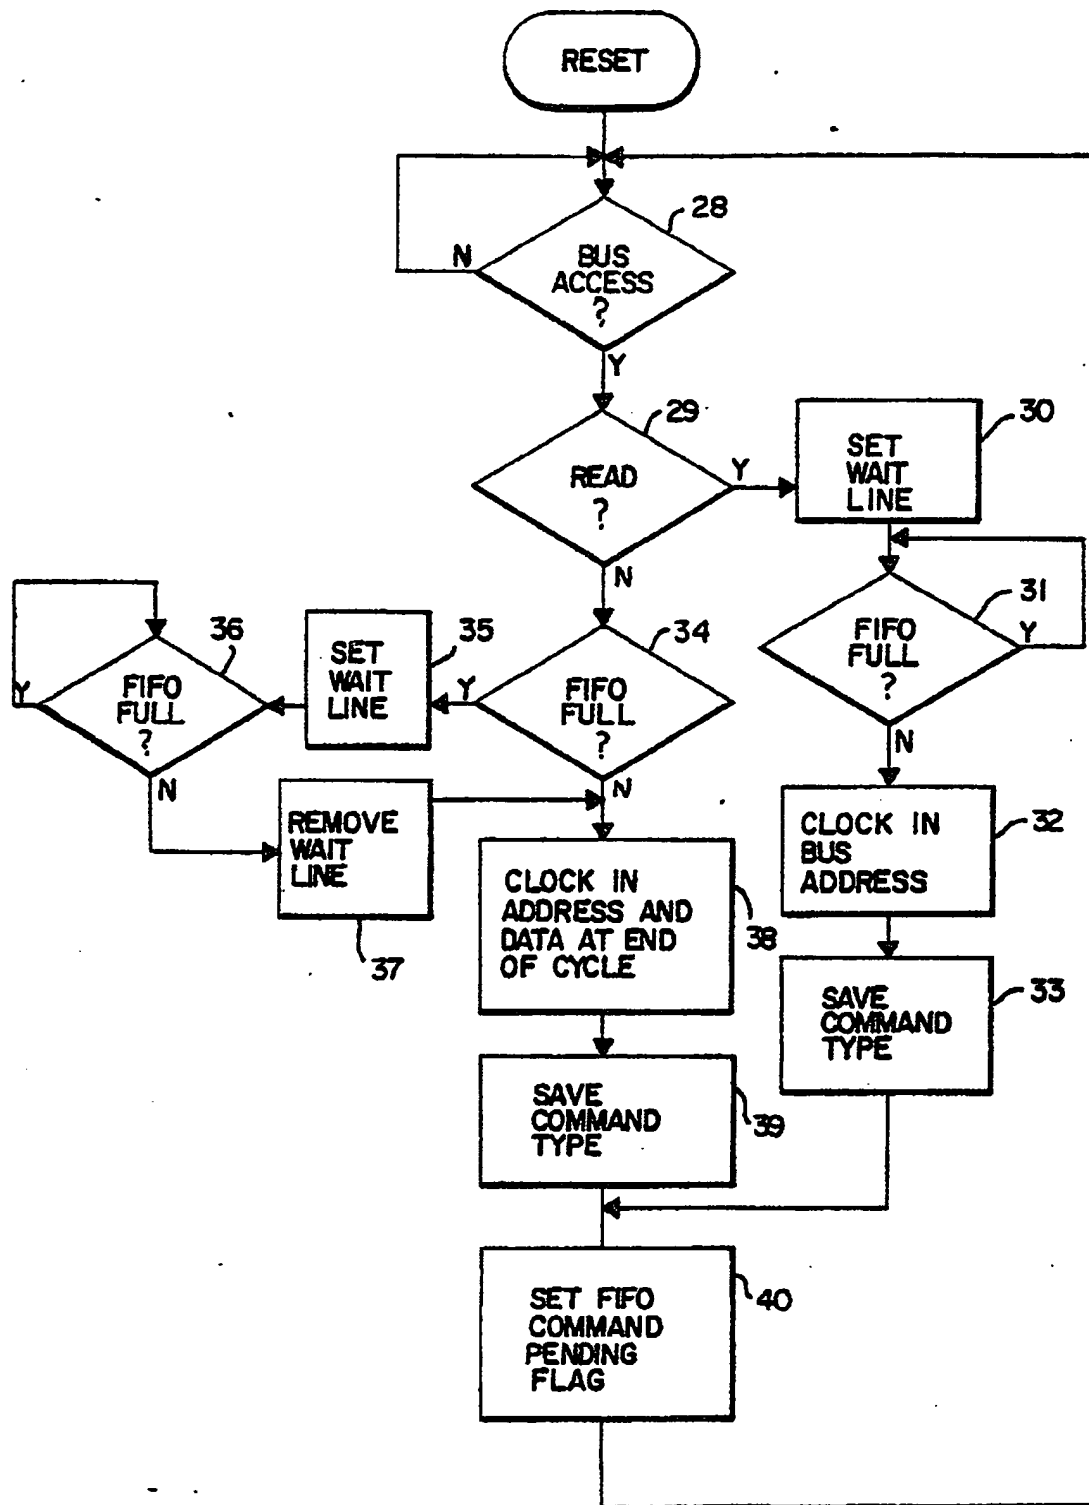 RESET
28
N
BUS
ACCESS
?
Y
29
READ
?
Y
N
30
SET
WAIT
LINE
31
FIFO
FULL
?
Y
N
36
FIFO
FULL
?
Y
N
35
SET
WAIT
LINE
34
Y
FIFO
FULL
?
N
REMOVE
WAIT
LINE
37
CLOCK IN
BUS
ADDRESS
32
CLOCK IN
ADDRESS AND
DATA AT END
OF CYCLE
38
SAVE
COMMAND
TYPE
33
SAVE
COMMAND
TYPE
39
SET FIFO
COMMAND
PENDING
FLAG
40